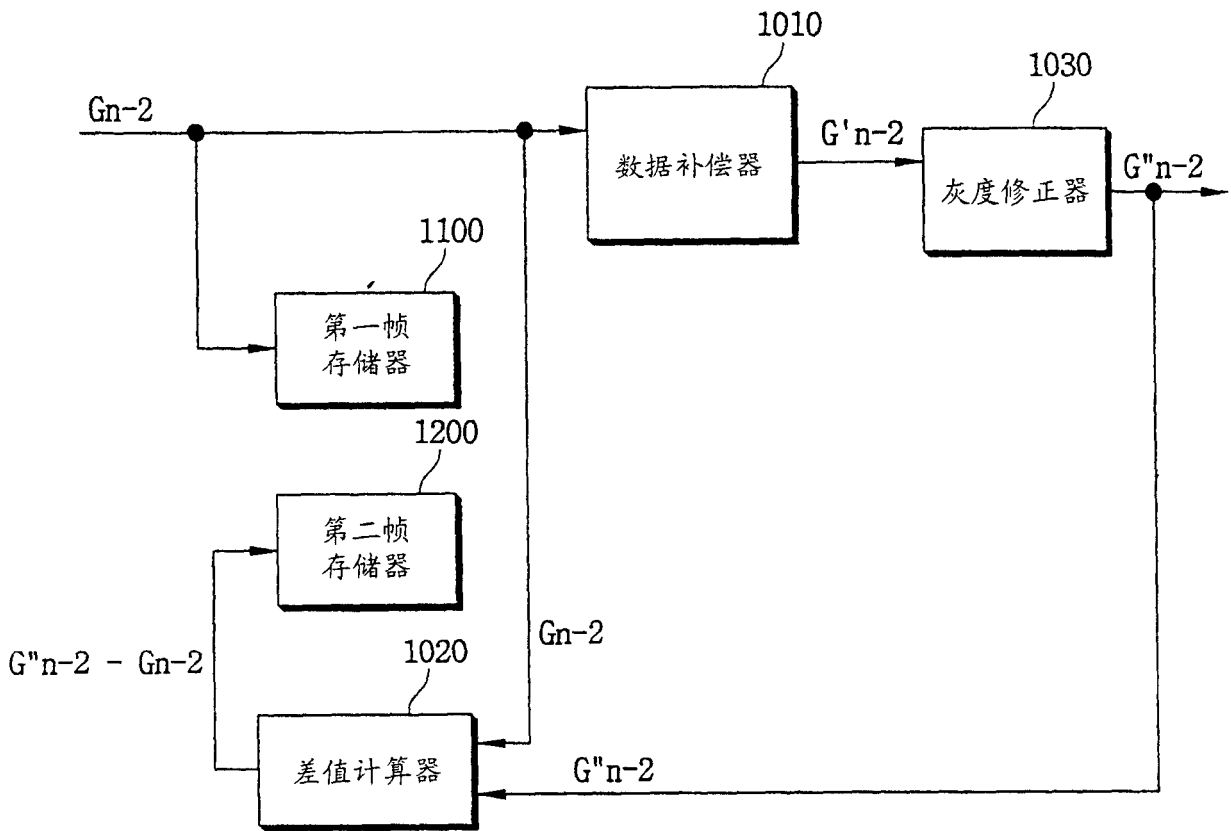 1010
1030
Gn-2
G'n-2
G"n-2
数据补偿器
灰度修正器
1100
第一帧
存储器
1200
第二帧
存储器
Gn-2
G"n-2 - Gn-2
1020
差值计算器
G"n-2